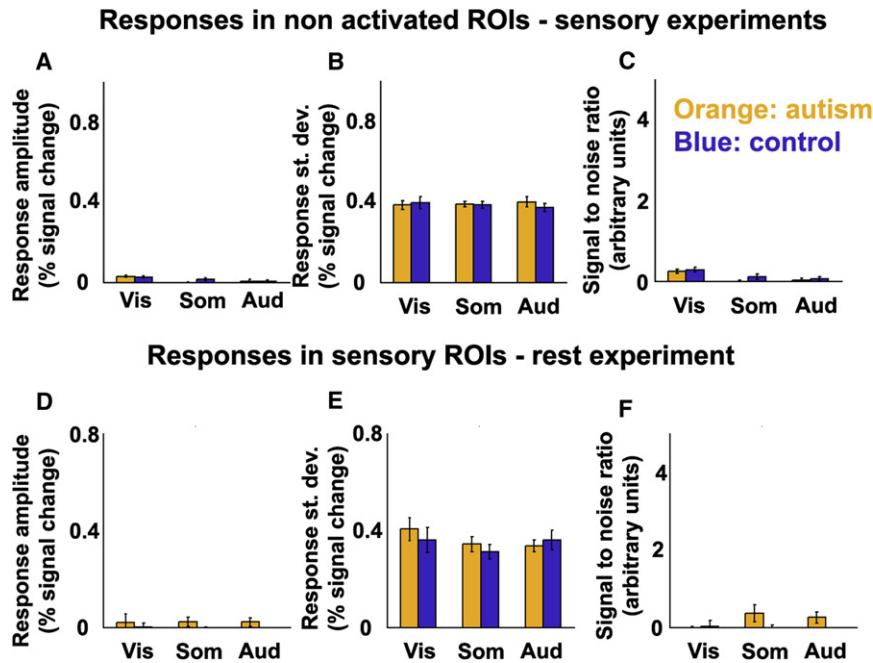 Responses in non activated ROIs - sensory experiments
A
Response amplitude
(% signal change)
0.8
0.4
0
Vis Som Aud
B
Response st. dev.
(% signal change)
0.8
0.4
0
Vis Som Aud
C
Signal to noise ratio
(arbitrary units)
4
2
0
Vis Som Aud
Orange: autism
Blue: control
Responses in sensory ROIs - rest experiment
D
Response amplitude
(% signal change)
0.8
0.4
0
Vis Som Aud
E
Response st. dev.
(% signal change)
0.8
0.4
0
Vis Som Aud
F
Signal to noise ratio
(arbitrary units)
4
2
0
Vis Som Aud